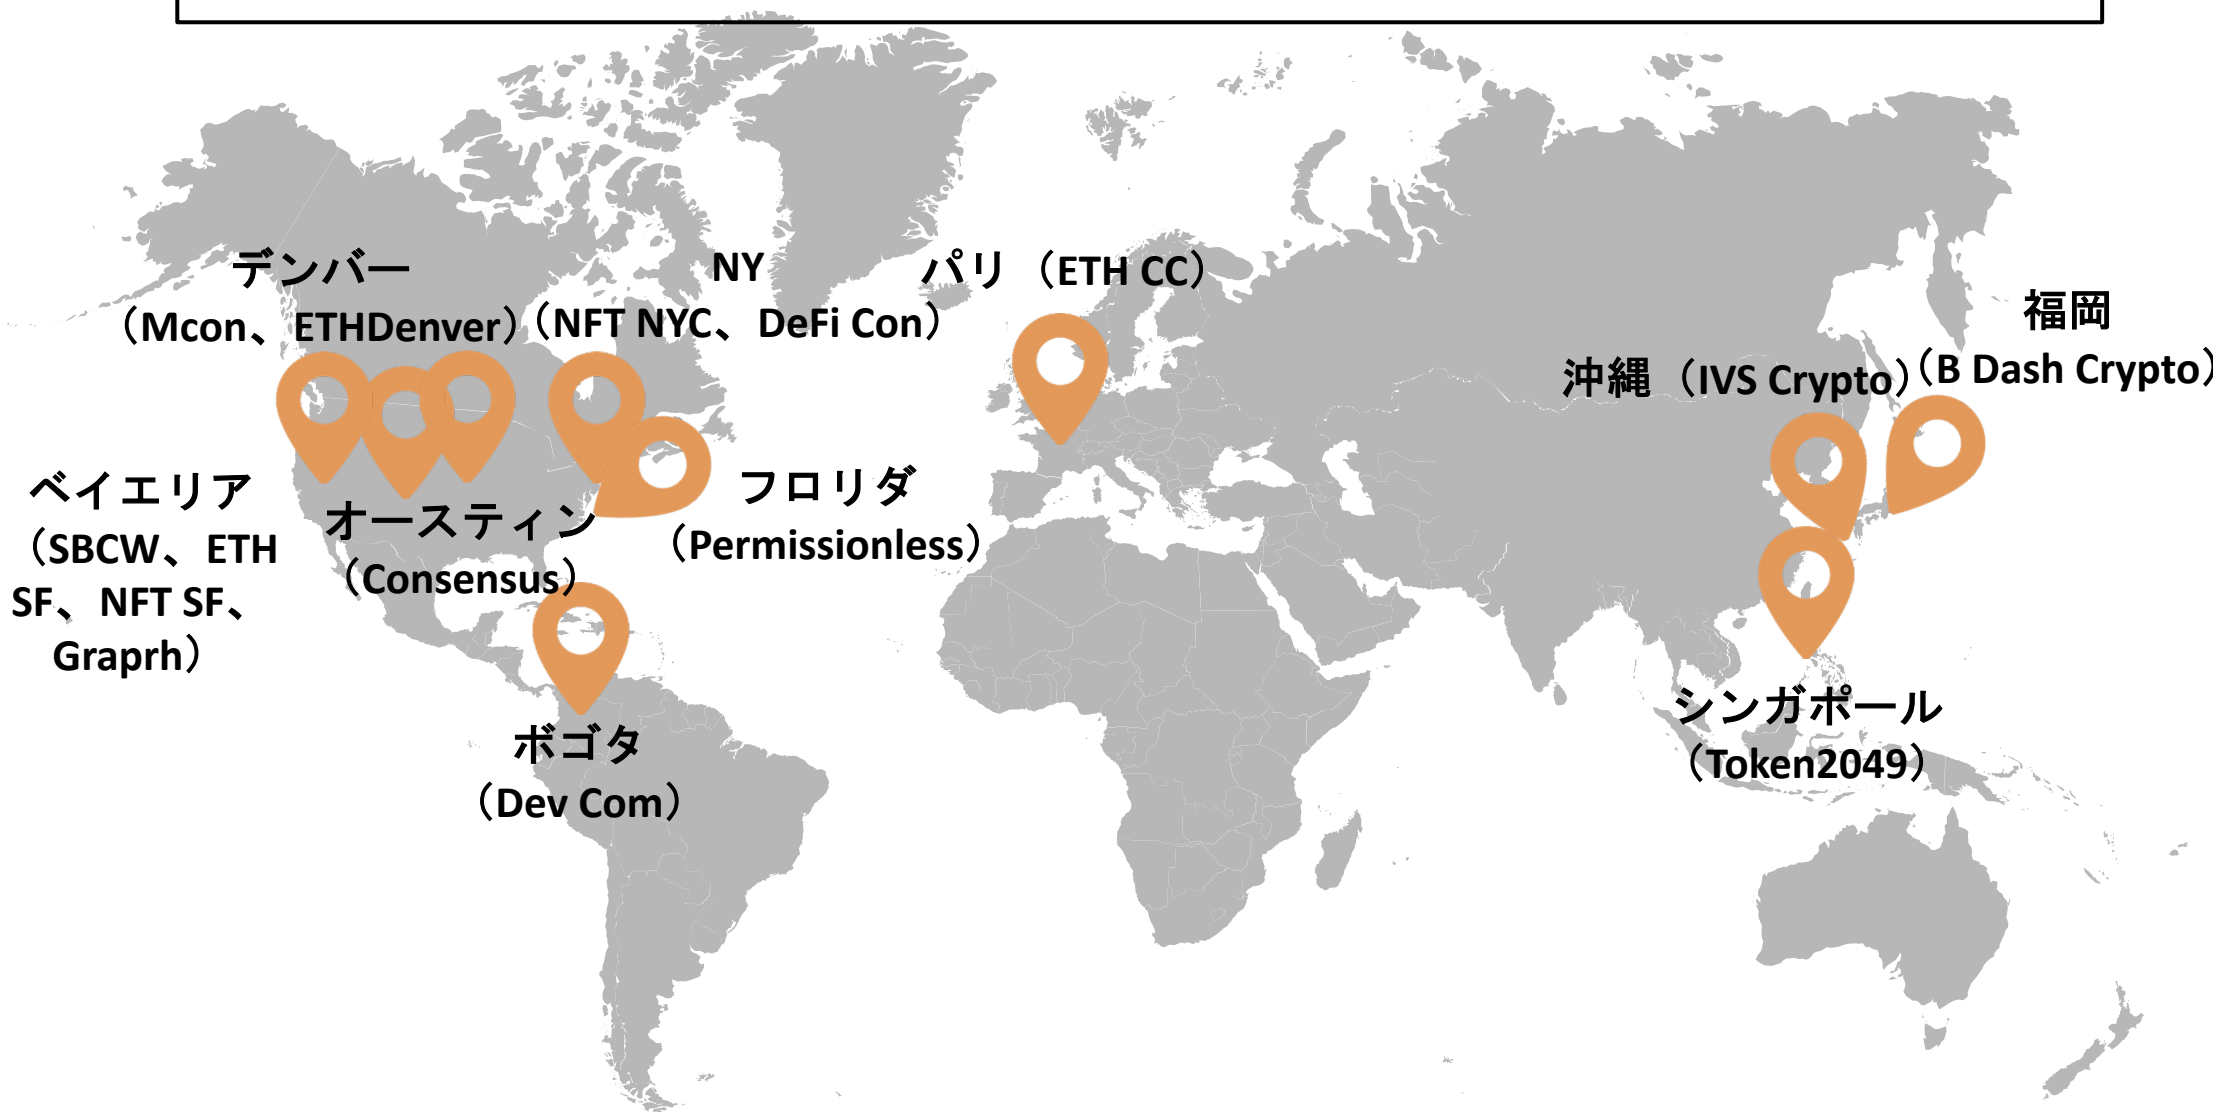 デンバー
（Mcon、ETHDenver）
NY
（NFT NYC、DeFi Con）
パリ（ETH CC）
福岡
（B Dash Crypto）
沖縄（IVS Crypto）
ベイエリア
（SBCW、ETH
SF、NFT SF、
Graprh）
オースティン
（Consensus）
フロリダ
（Permissionless）
ボゴタ
（Dev Com）
シンガポール
（Token2049）